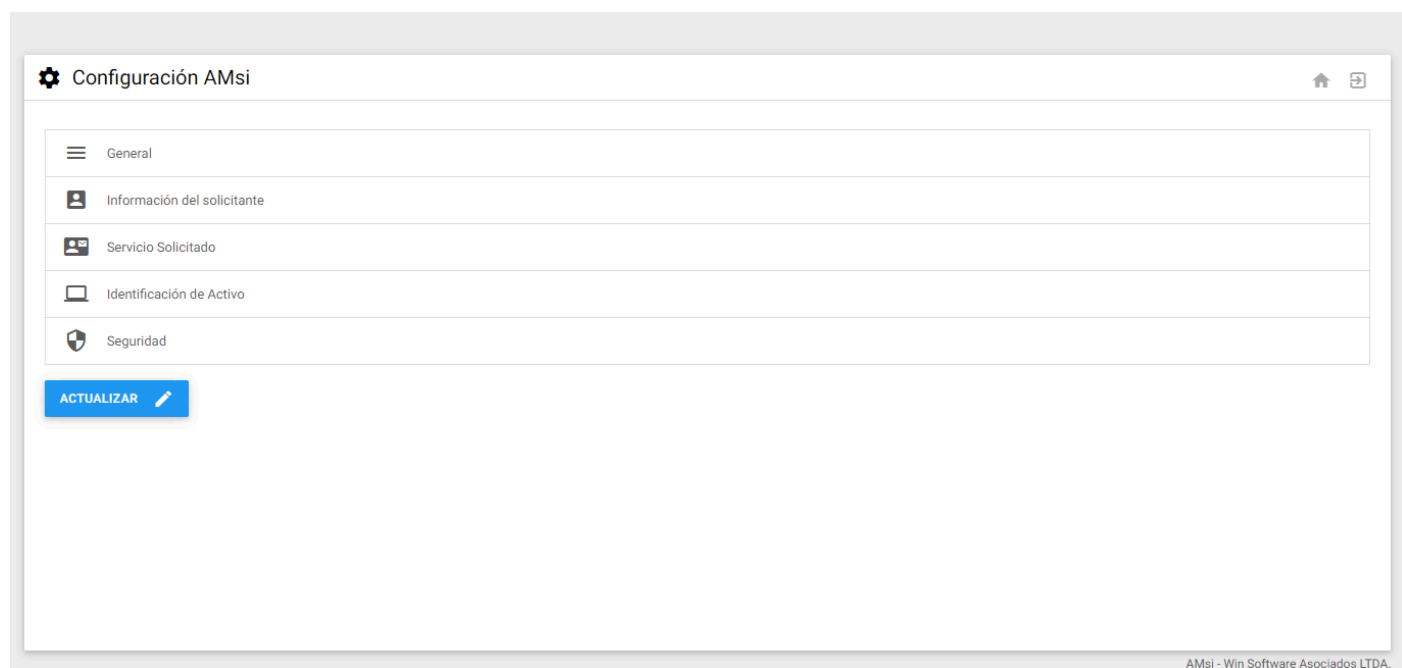 Configuración AMsi
General
Información del solicitante
Servicio Solicitado
Identificación de Activo
Seguridad
ACTUALIZAR
AMsi - Win Software Asociados LTDA.